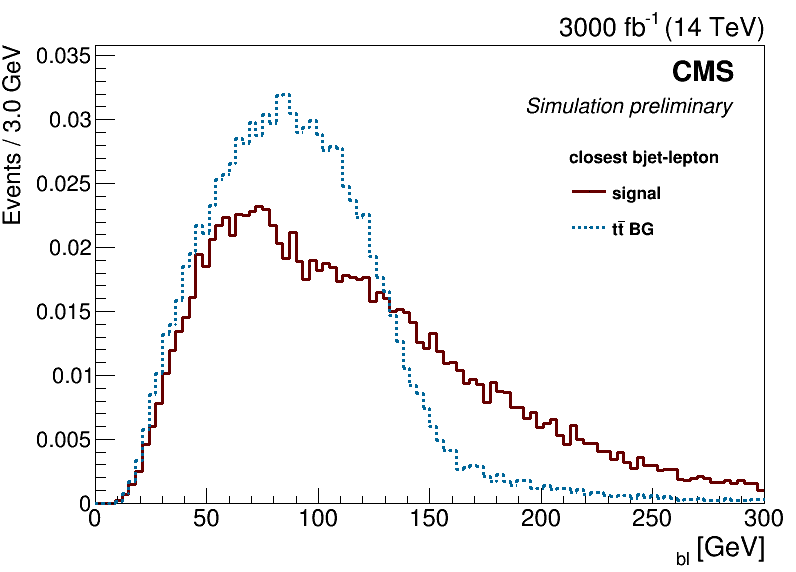 3000 fb⁻¹ (14 TeV)
CMS
Simulation preliminary
closest bjet-lepton
signal
tt̄ BG
Events / 3.0 GeV
0.035
0.03
0.025
0.02
0.015
0.01
0.005
0
0 50 100 150 200 250 300
bl [GeV]